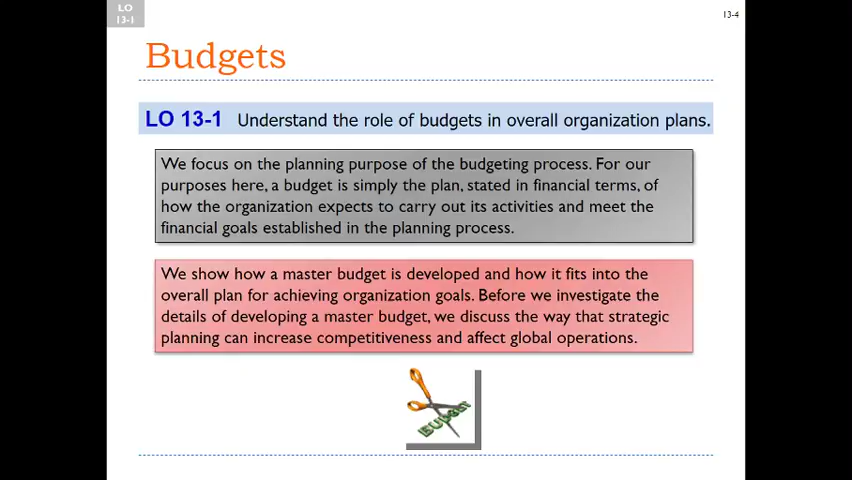 LO
13-1
13-4
Budgets
LO 13-1 Understand the role of budgets in overall organization plans.
We focus on the planning purpose of the budgeting process. For our
purposes here, a budget is simply the plan, stated in financial terms, of
how the organization expects to carry out its activities and meet the
financial goals established in the planning process.
We show how a master budget is developed and how it fits into the
overall plan for achieving organization goals. Before we investigate the
details of developing a master budget, we discuss the way that strategic
planning can increase competitiveness and affect global operations.
BUDGET